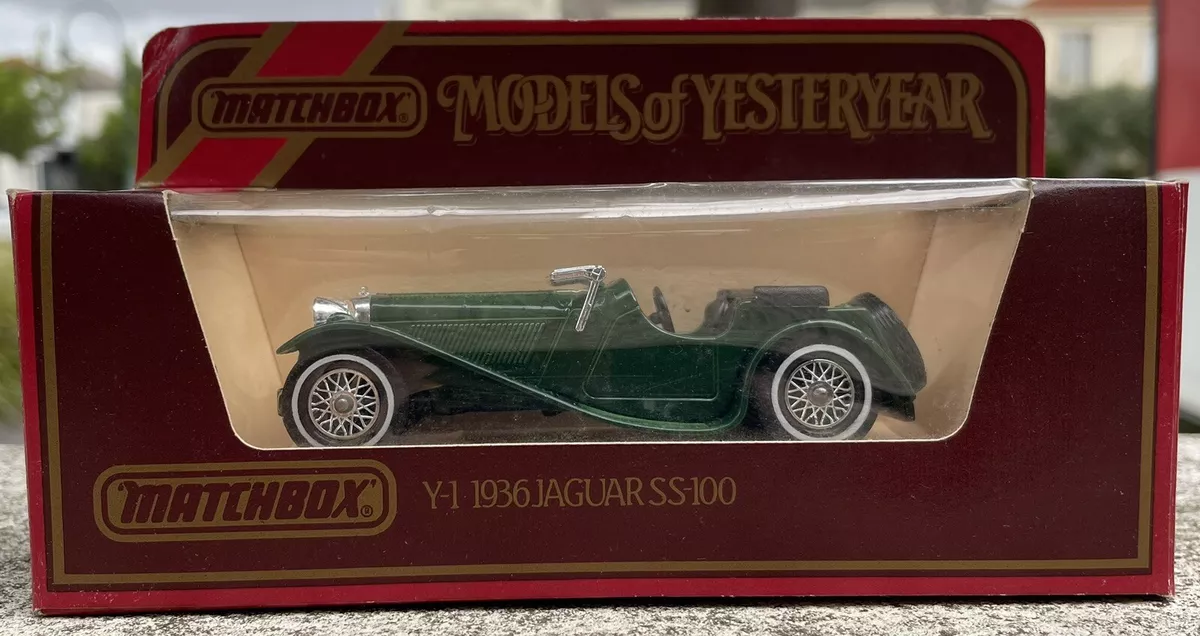 "MATCHBOX"®
MODELS of YESTERYEAR
"MATCHBOX"®
Y-1 1936 JAGUAR SS-100